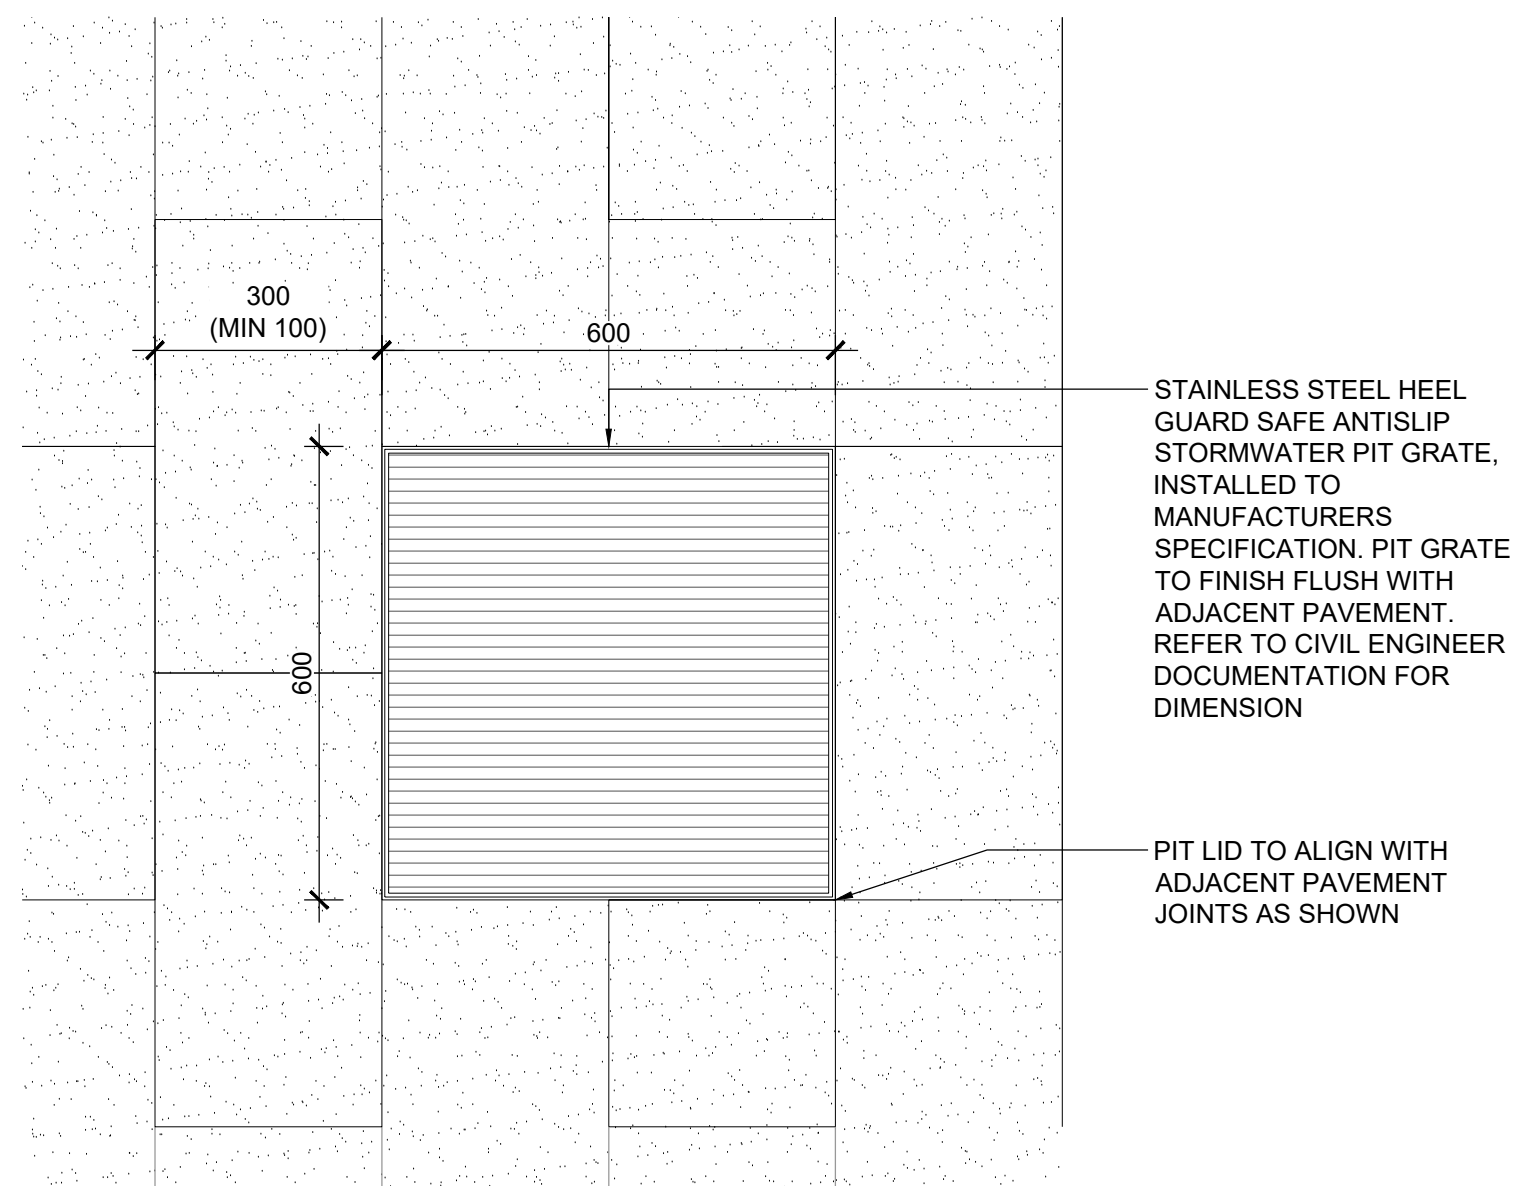 300
(MIN 100)
600
600
STAINLESS STEEL HEEL
GUARD SAFE ANTISLIP
STORMWATER PIT GRATE,
INSTALLED TO
MANUFACTURERS
SPECIFICATION. PIT GRATE
TO FINISH FLUSH WITH
ADJACENT PAVEMENT.
REFER TO CIVIL ENGINEER
DOCUMENTATION FOR
DIMENSION
PIT LID TO ALIGN WITH
ADJACENT PAVEMENT
JOINTS AS SHOWN